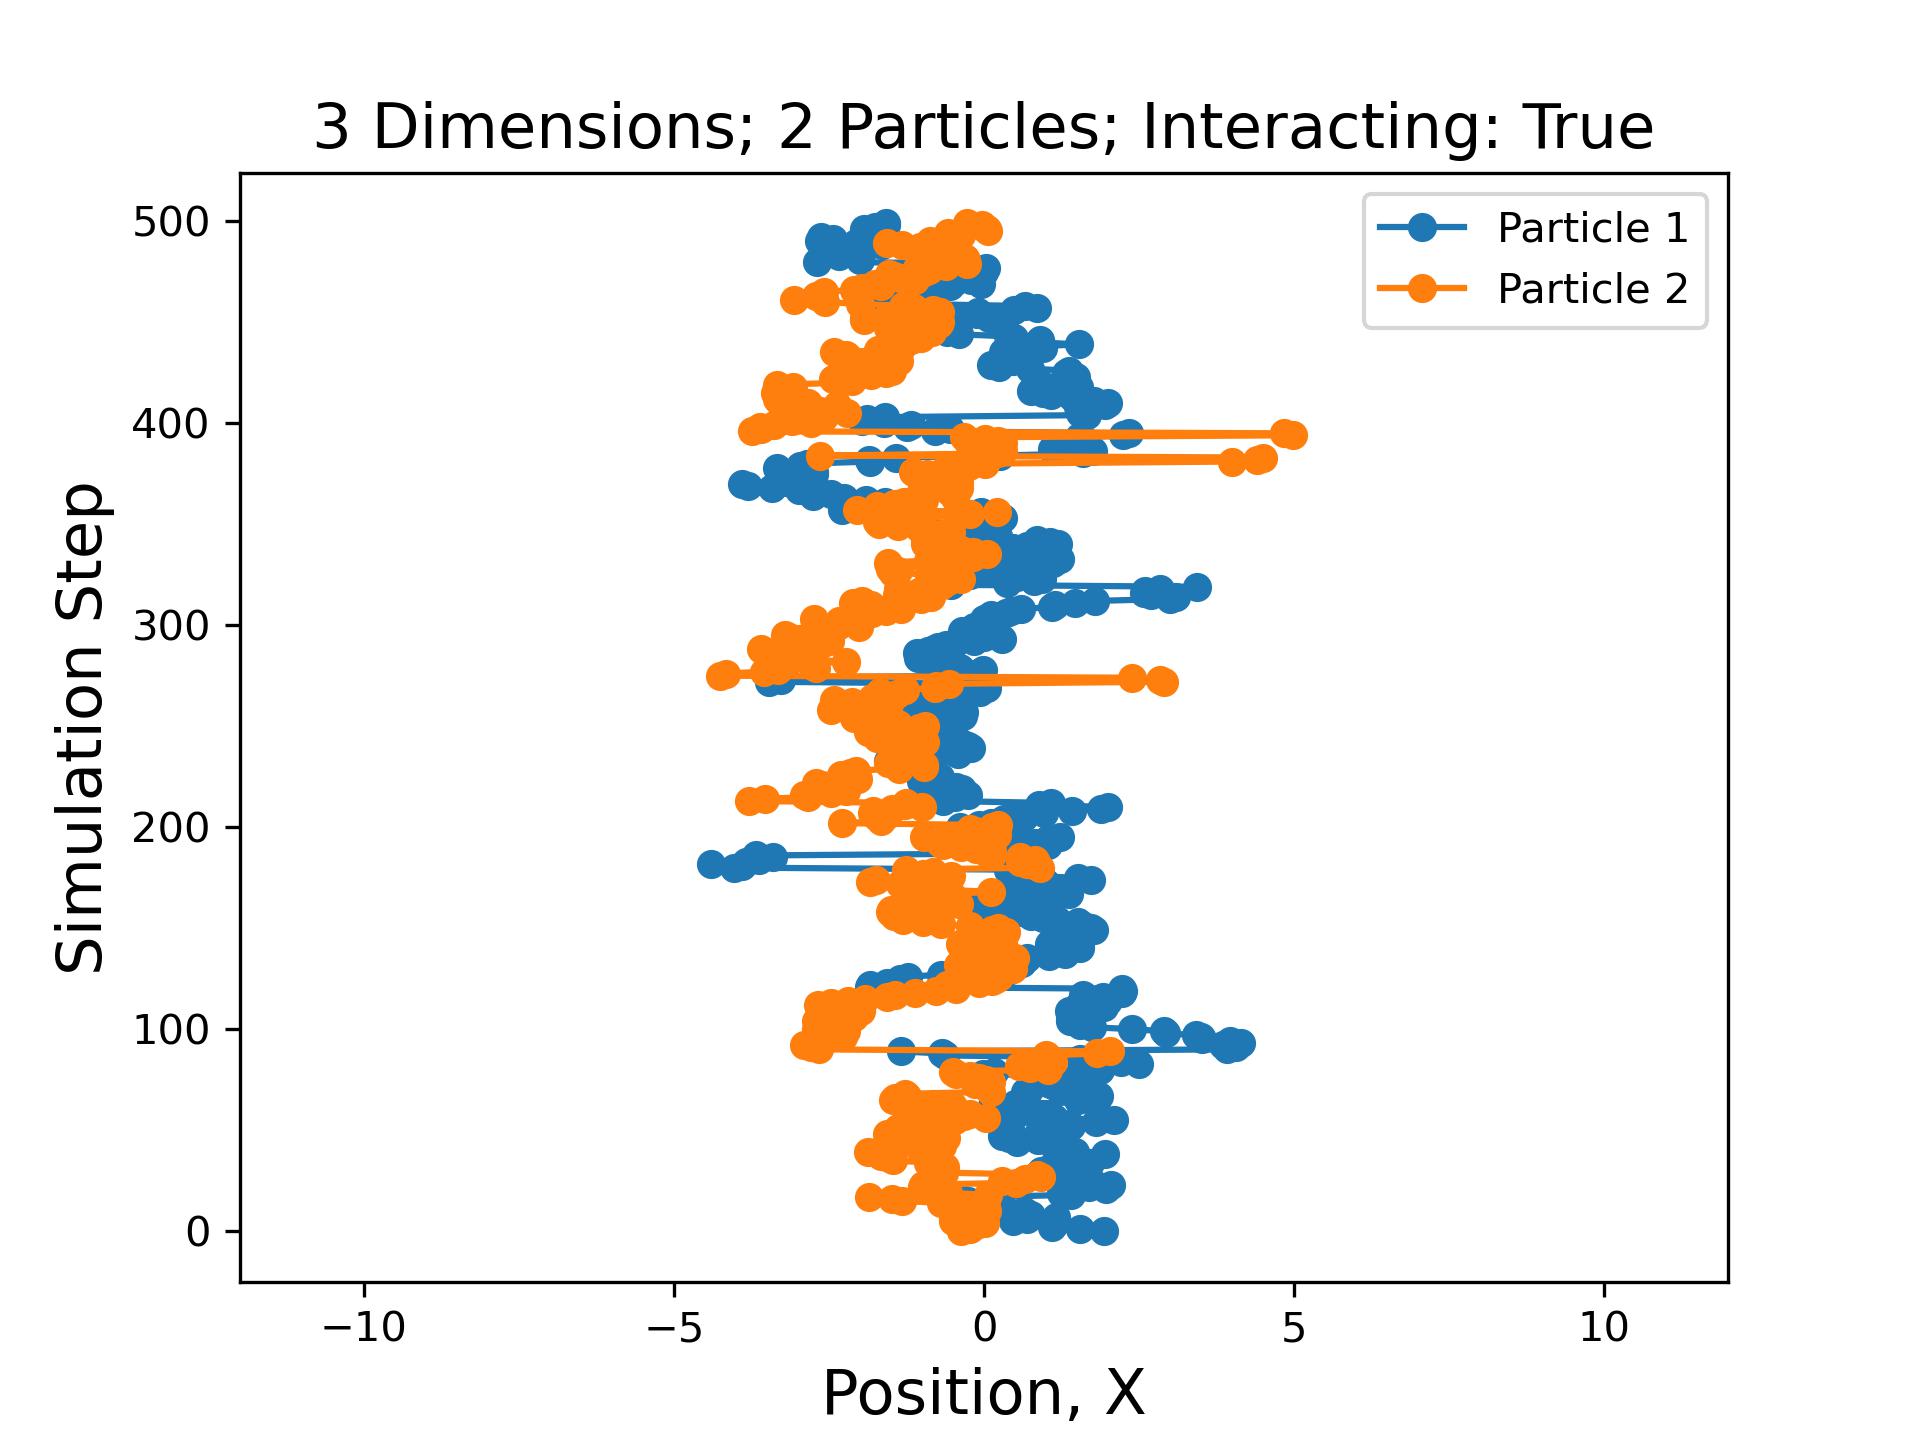 3 Dimensions; 2 Particles; Interacting: True
Particle 1
Particle 2
500
400
300
200
100
0
Simulation Step
−10
−5
0
5
10
Position, X